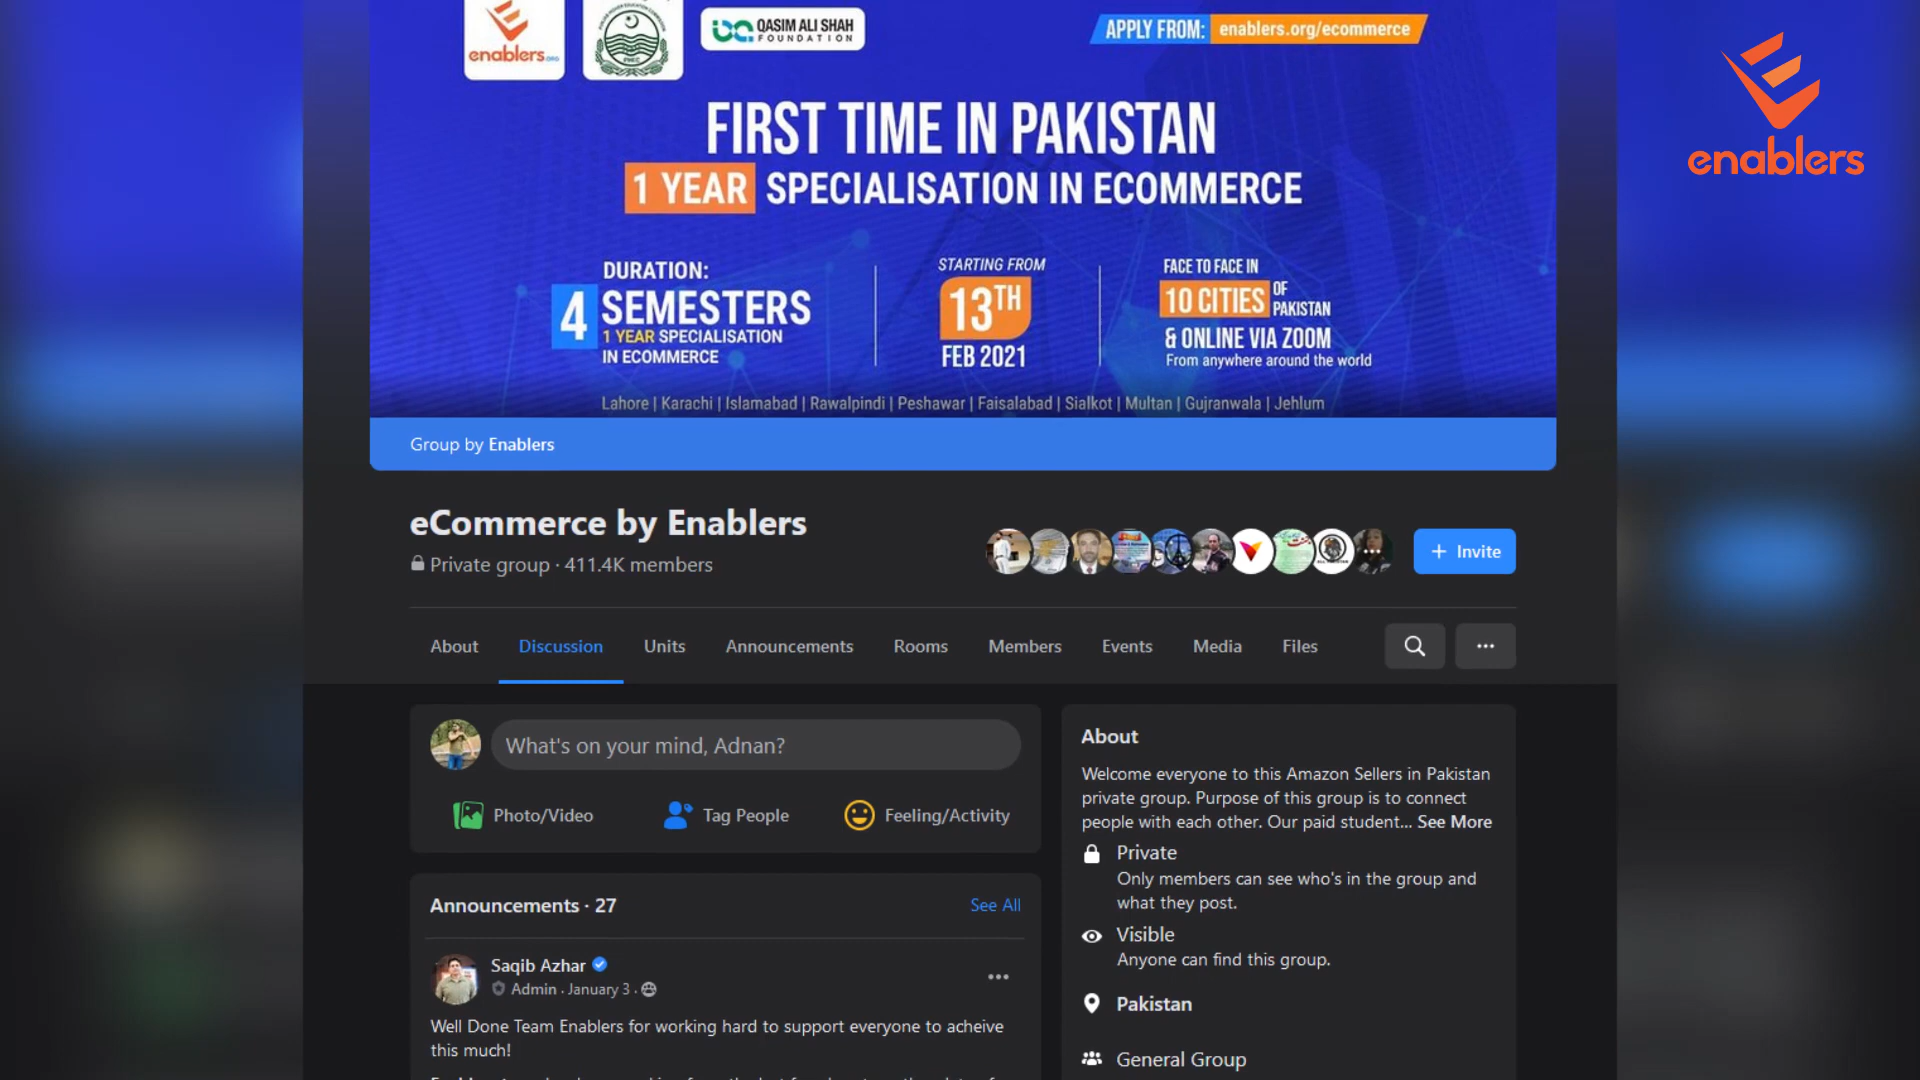 enablers.ORG
PHEC
QASIM ALI SHAH
FOUNDATION
APPLY FROM: enablers.org/ecommerce
enablers
FIRST TIME IN PAKISTAN
1 YEAR SPECIALISATION IN ECOMMERCE
DURATION:
4 SEMESTERS
1 YEAR SPECIALISATION
IN ECOMMERCE
STARTING FROM
13TH
FEB 2021
FACE TO FACE IN
10 CITIES OF PAKISTAN
& ONLINE VIA ZOOM
From anywhere around the world
Lahore | Karachi | Islamabad | Rawalpindi | Peshawar | Faisalabad | Sialkot | Multan | Gujranwala | Jehlum
Group by Enablers
eCommerce by Enablers
Private group · 411.4K members
+ Invite
About Discussion Units Announcements Rooms Members Events Media Files
What's on your mind, Adnan?
Photo/Video Tag People Feeling/Activity
Announcements · 27 See All
Saqib Azhar
Admin · January 3 ·
Well Done Team Enablers for working hard to support everyone to acheive
this much!
About
Welcome everyone to this Amazon Sellers in Pakistan
private group. Purpose of this group is to connect
people with each other. Our paid student... See More
Private
Only members can see who's in the group and
what they post.
Visible
Anyone can find this group.
Pakistan
General Group